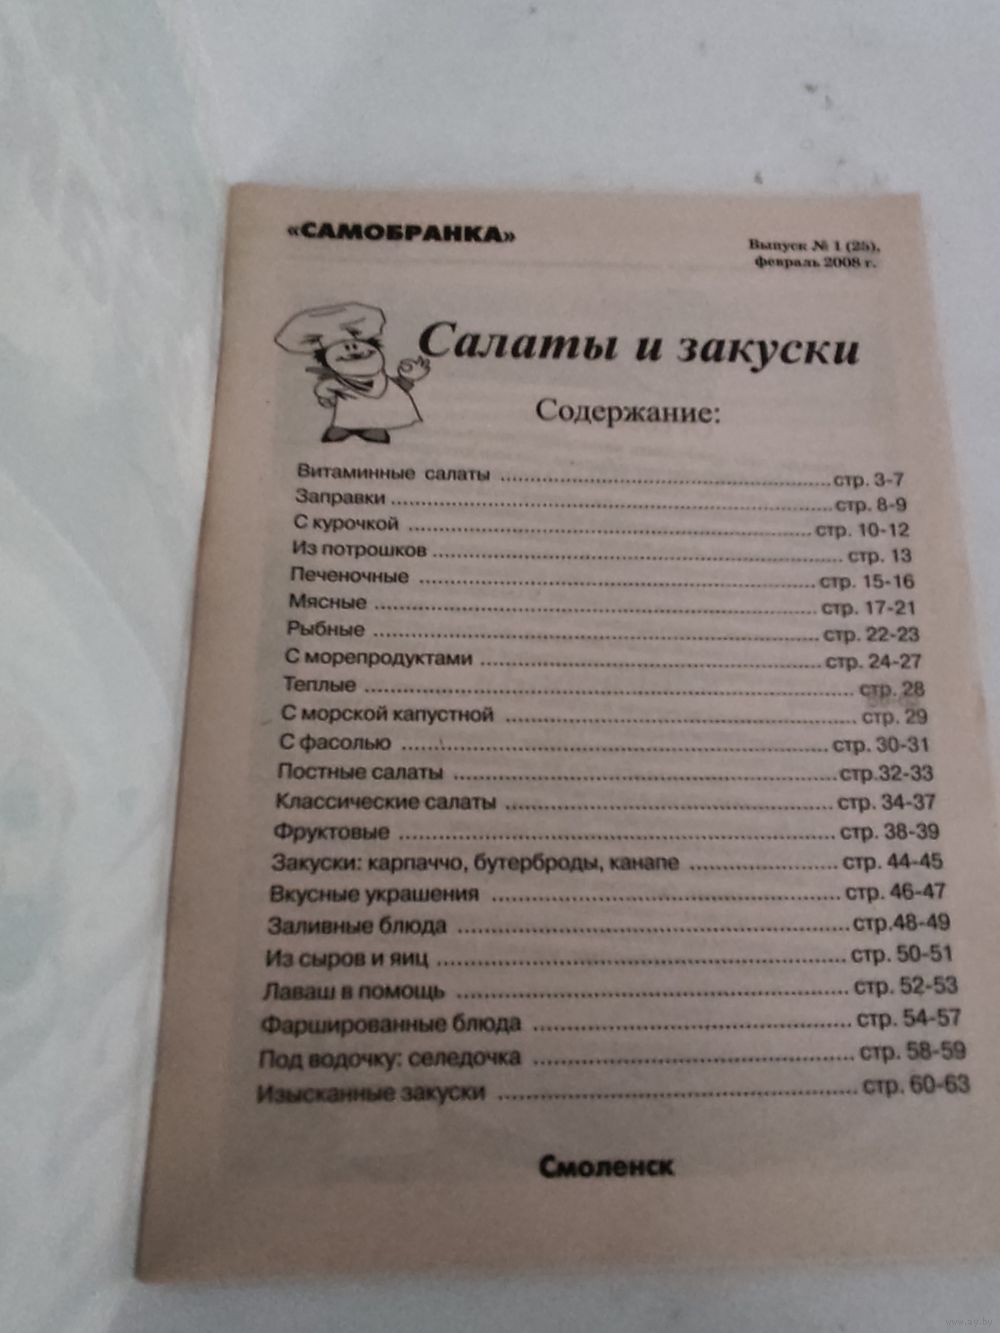 «САМОБРАНКА»
Выпуск № 1 (25),
февраль 2008 г.
Салаты и закуски
Содержание:
Витаминные салаты ........ стр. 3-7
Заправки ........ стр. 8-9
С курочкой ........ стр. 10-12
Из потрошков ........ стр. 13
Печеночные ........ стр. 15-16
Мясные ........ стр. 17-21
Рыбные ........ стр. 22-23
С морепродуктами ........ стр. 24-27
Теплые ........ стр. 28
С морской капустной ........ стр. 29
С фасолью ........ стр. 30-31
Постные салаты ........ стр.32-33
Классические салаты ........ стр. 34-37
Фруктовые ........ стр. 38-39
Закуски: карпаччо, бутерброды, канапе ........ стр. 44-45
Вкусные украшения ........ стр. 46-47
Заливные блюда ........ стр.48-49
Из сыров и яиц ........ стр. 50-51
Лаваш в помощь ........ стр. 52-53
Фаршированные блюда ........ стр. 54-57
Под водочку: селедочка ........ стр. 58-59
Изысканные закуски ........ стр. 60-63
Смоленск
www.ay.by